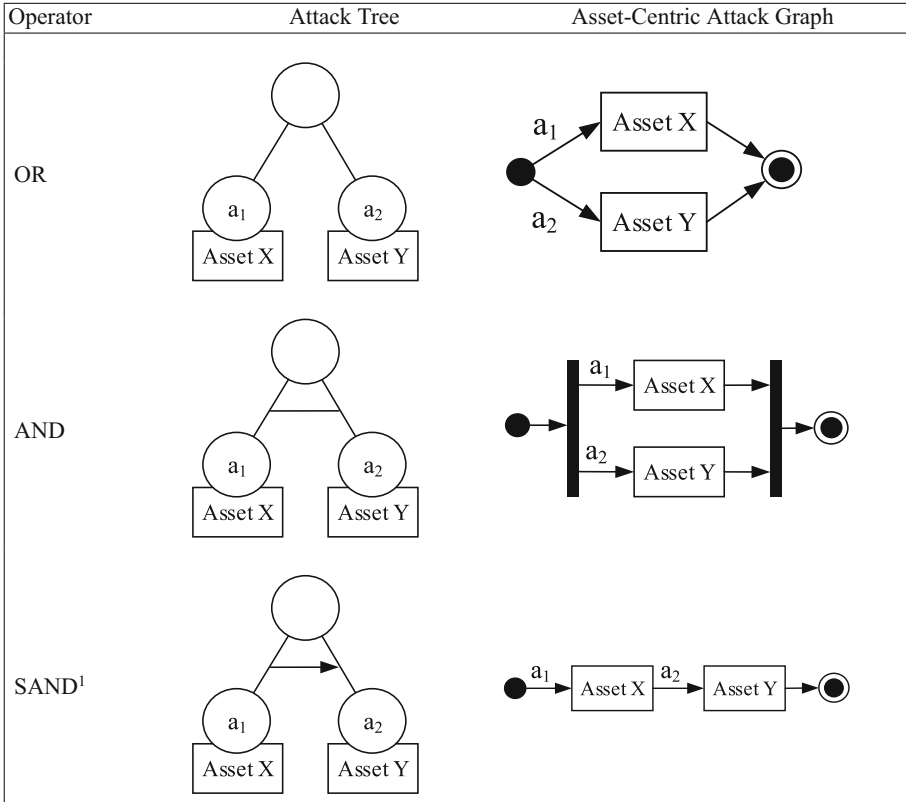 Operator Attack Tree Asset-Centric Attack Graph
OR
a1 a2
Asset X Asset Y
a1
Asset X
a2
Asset Y
AND
a1 a2
Asset X Asset Y
a1
Asset X
a2
Asset Y
SAND1
a1 a2
Asset X Asset Y
a1 Asset X a2 Asset Y